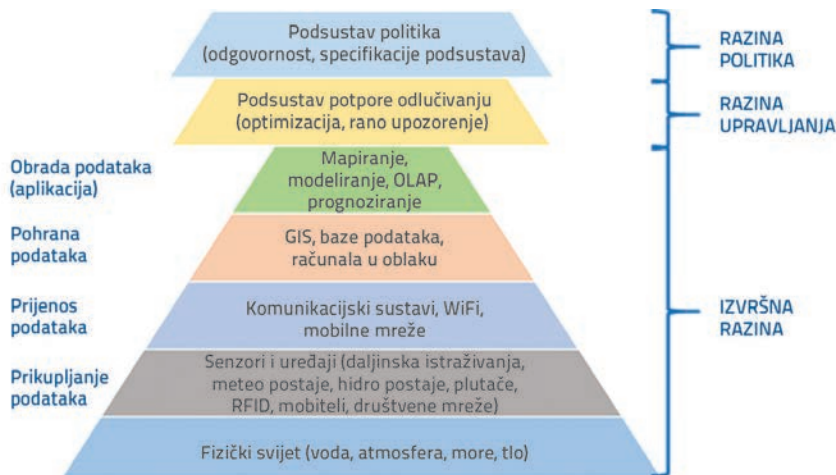 Podsustav politika
(odgovornost, specifikacije podsustava)
RAZINA
POLITIKA
Podsustav potpore odlučivanju
(optimizacija, rano upozorenje)
RAZINA
UPRAVLJANJA
Obrada podataka
(aplikacija)
Mapiranje,
modeliranje, OLAP,
prognoziranje
Pohrana
podataka
GIS, baze podataka,
računala u oblaku
Prijenos
podataka
Komunikacijski sustavi, WiFi,
mobilne mreže
IZVRŠNA
RAZINA
Prikupljanje
podataka
Senzori i uređaji (daljinska istraživanja,
meteo postaje, hidro postaje, plutače,
RFID, mobiteli, društvene mreže)
Fizički svijet (voda, atmosfera, more, tlo)